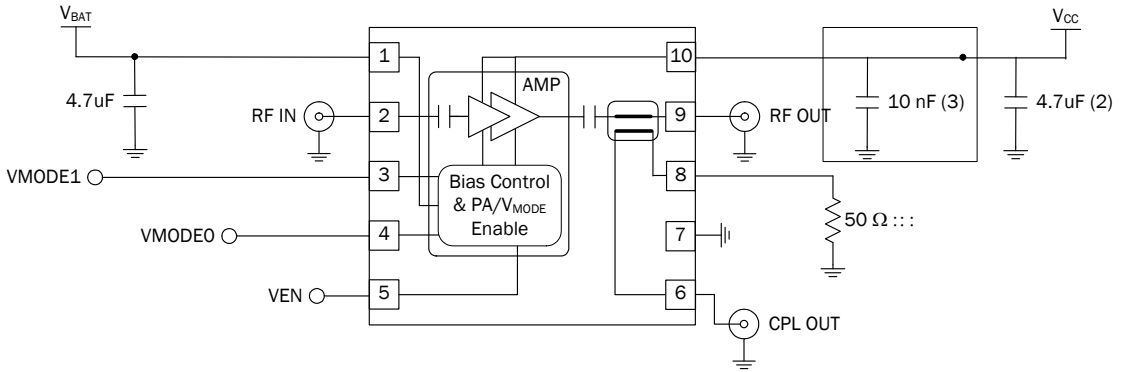 VBAT
4.7uF
RF IN
VMODE1
VMODE0
VEN
1
2
3
4
5
AMP
Bias Control
& PA/VMODE
Enable
10
9
8
7
6
RF OUT
50 Ω :::
CPL OUT
10 nF (3)
VCC
4.7uF (2)